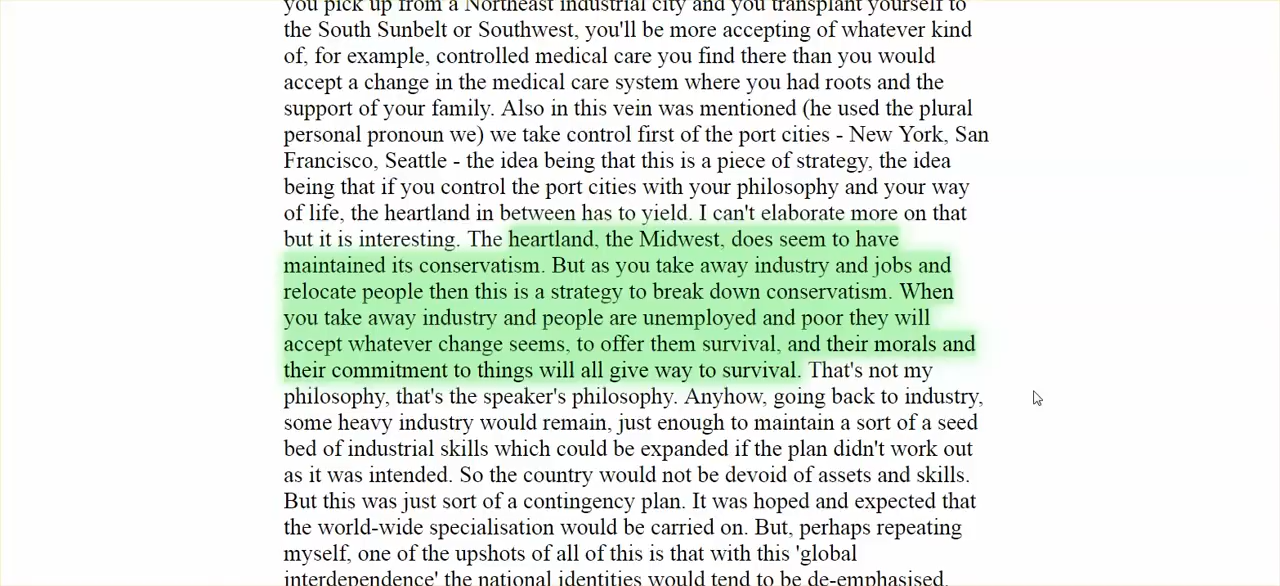 you pick up from a Northeast industrial city and you transplant yourself to
the South Sunbelt or Southwest, you'll be more accepting of whatever kind
of, for example, controlled medical care you find there than you would
accept a change in the medical care system where you had roots and the
support of your family. Also in this vein was mentioned (he used the plural
personal pronoun we) we take control first of the port cities - New York, San
Francisco, Seattle - the idea being that this is a piece of strategy, the idea
being that if you control the port cities with your philosophy and your way
of life, the heartland in between has to yield. I can't elaborate more on that
but it is interesting. The heartland, the Midwest, does seem to have
maintained its conservatism. But as you take away industry and jobs and
relocate people then this is a strategy to break down conservatism. When
you take away industry and people are unemployed and poor they will
accept whatever change seems, to offer them survival, and their morals and
their commitment to things will all give way to survival. That's not my
philosophy, that's the speaker's philosophy. Anyhow, going back to industry,
some heavy industry would remain, just enough to maintain a sort of a seed
bed of industrial skills which could be expanded if the plan didn't work out
as it was intended. So the country would not be devoid of assets and skills.
But this was just sort of a contingency plan. It was hoped and expected that
the world-wide specialisation would be carried on. But, perhaps repeating
myself, one of the upshots of all of this is that with this 'global
interdependence' the national identities would tend to be de-emphasised.